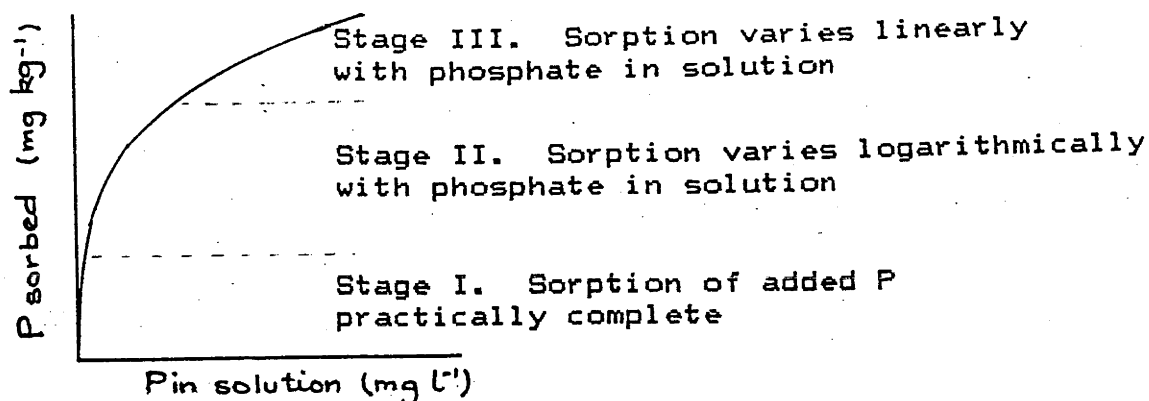 P sorbed (mg kg⁻¹)
Stage III. Sorption varies linearly
with phosphate in solution
Stage II. Sorption varies logarithmically
with phosphate in solution
Stage I. Sorption of added P
practically complete
P in solution (mg l⁻¹)